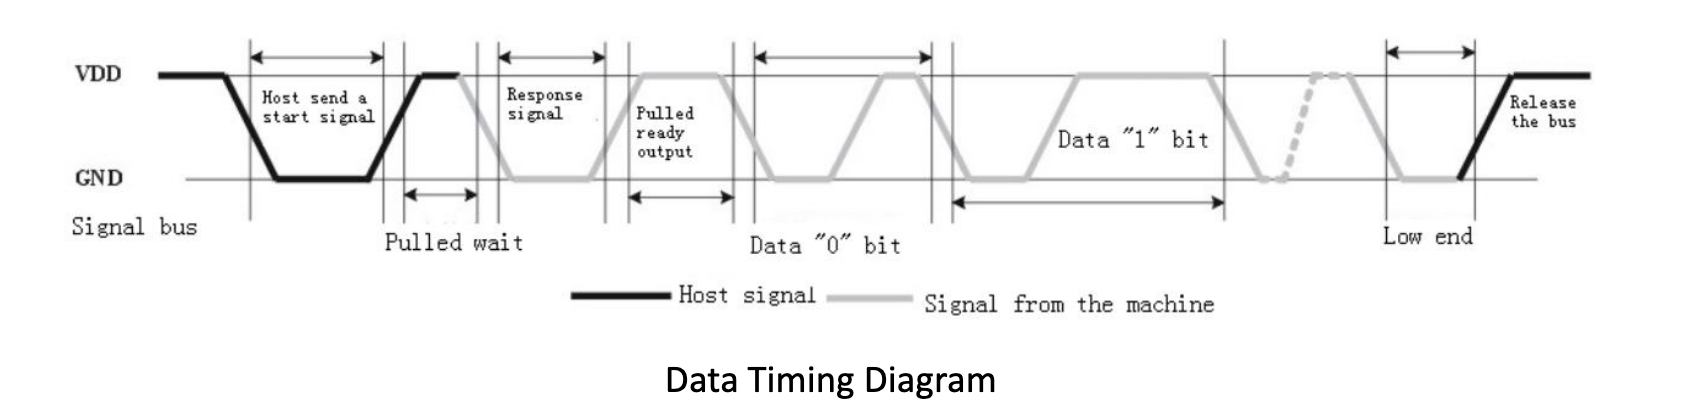 VDD
GND
Signal bus
Host send a
start signal
Pulled wait
Response
signal
Pulled
ready
output
Data "0" bit
Data "1" bit
Low end
Release
the bus
Host signal
Signal from the machine
Data Timing Diagram